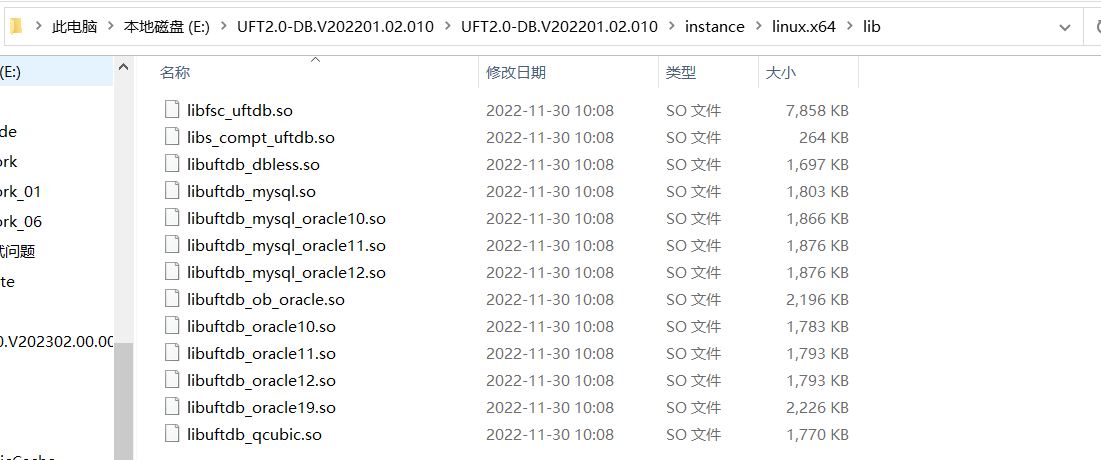 此电脑 > 本地磁盘 (E:) > UFT2.0-DB.V202201.02.010 > UFT2.0-DB.V202201.02.010 > instance > linux.x64 > lib
(E:)
de
ork
ork_01
ork_06
问题
te
0.V202302.00.00
名称 修改日期 类型 大小
libfsc_uftdb.so 2022-11-30 10:08 SO 文件 7,858 KB
libs_compt_uftdb.so 2022-11-30 10:08 SO 文件 264 KB
libuftdb_dbless.so 2022-11-30 10:08 SO 文件 1,697 KB
libuftdb_mysql.so 2022-11-30 10:08 SO 文件 1,803 KB
libuftdb_mysql_oracle10.so 2022-11-30 10:08 SO 文件 1,866 KB
libuftdb_mysql_oracle11.so 2022-11-30 10:08 SO 文件 1,876 KB
libuftdb_mysql_oracle12.so 2022-11-30 10:08 SO 文件 1,876 KB
libuftdb_ob_oracle.so 2022-11-30 10:08 SO 文件 2,196 KB
libuftdb_oracle10.so 2022-11-30 10:08 SO 文件 1,783 KB
libuftdb_oracle11.so 2022-11-30 10:08 SO 文件 1,793 KB
libuftdb_oracle12.so 2022-11-30 10:08 SO 文件 1,793 KB
libuftdb_oracle19.so 2022-11-30 10:08 SO 文件 2,226 KB
libuftdb_qcubic.so 2022-11-30 10:08 SO 文件 1,770 KB